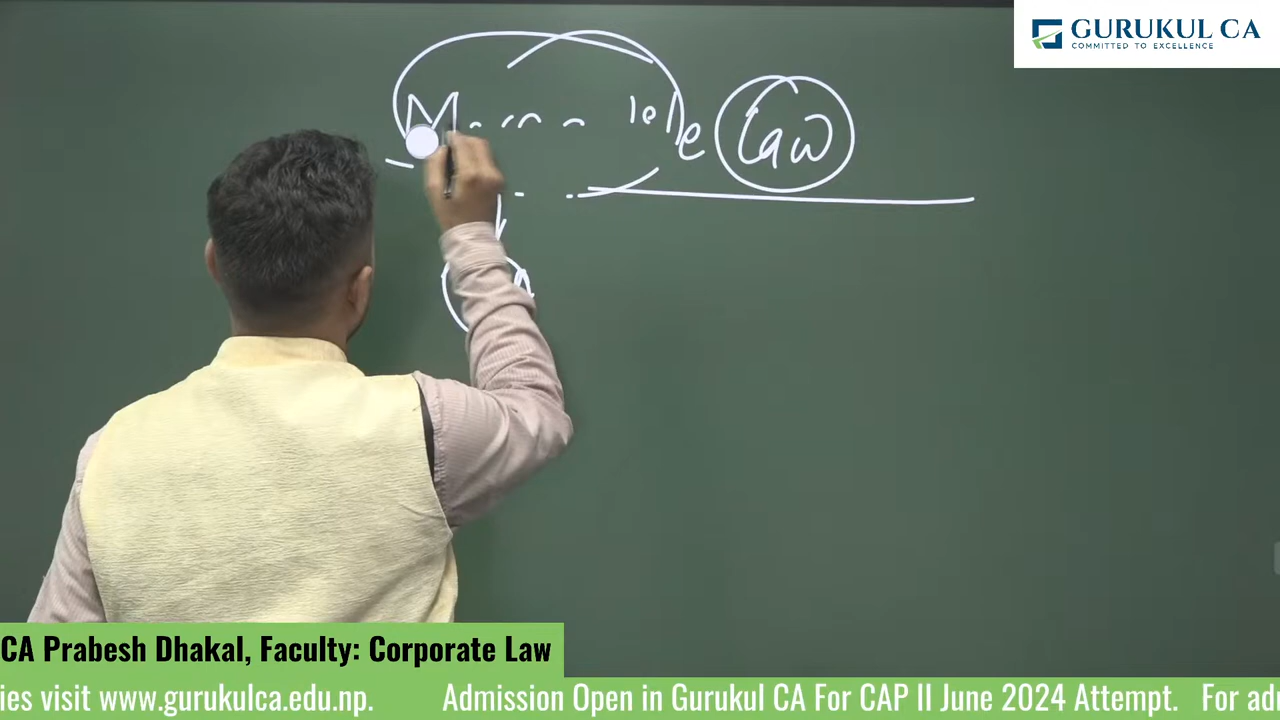 GURUKUL CA
COMMITTED TO EXCELLENCE
Law
CA Prabesh Dhakal, Faculty: Corporate Law
ies visit www.gurukulca.edu.np. Admission Open in Gurukul CA For CAP II June 2024 Attempt. For ad